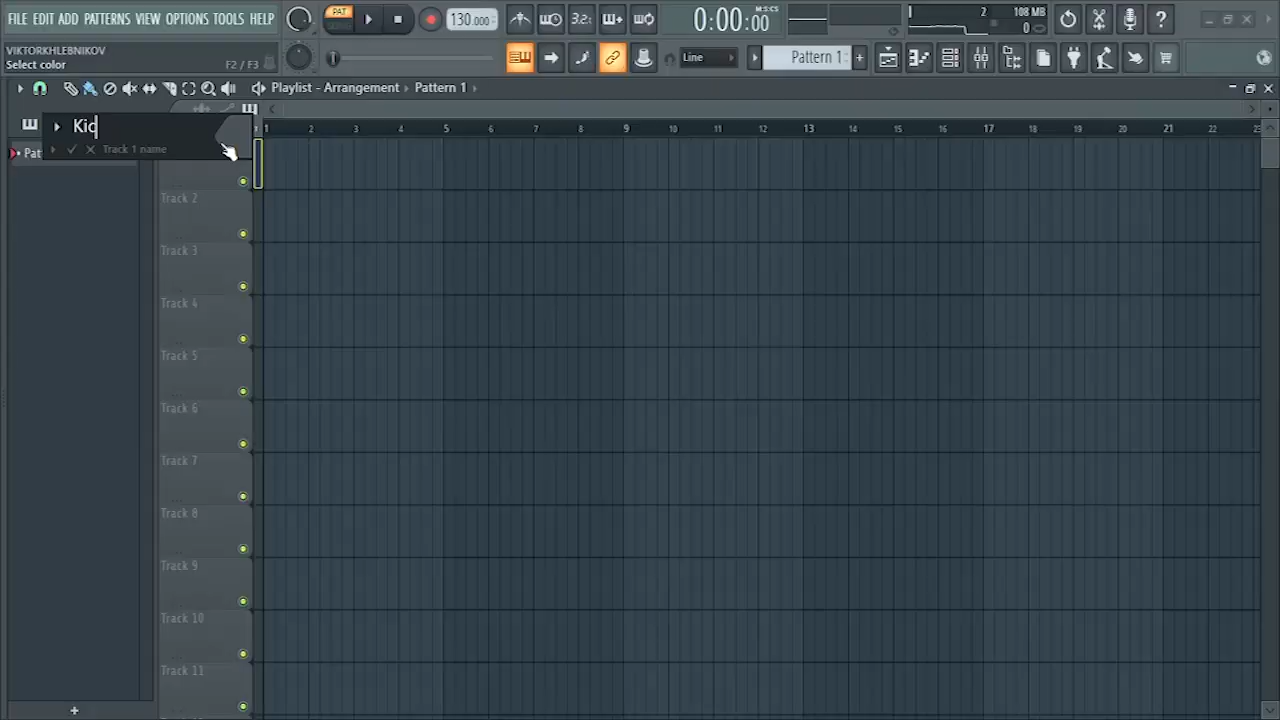 FILE EDIT ADD PATTERNS VIEW OPTIONS TOOLS HELP
PAT
130.000
3.2:
0:00:00
M:S:CS
2
108 MB
0
VIKTORKHLEBNIKOV
Select color
F2 / F3
Line
Pattern 1
Playlist - Arrangement
Pattern 1
Kic
Track 1 name
Pat
1 2 3 4 5 6 7 8 9 10 11 12 13 14 15 16 17 18 19 20 21 22 23
Track 2
Track 3
Track 4
Track 5
Track 6
Track 7
Track 8
Track 9
Track 10
Track 11